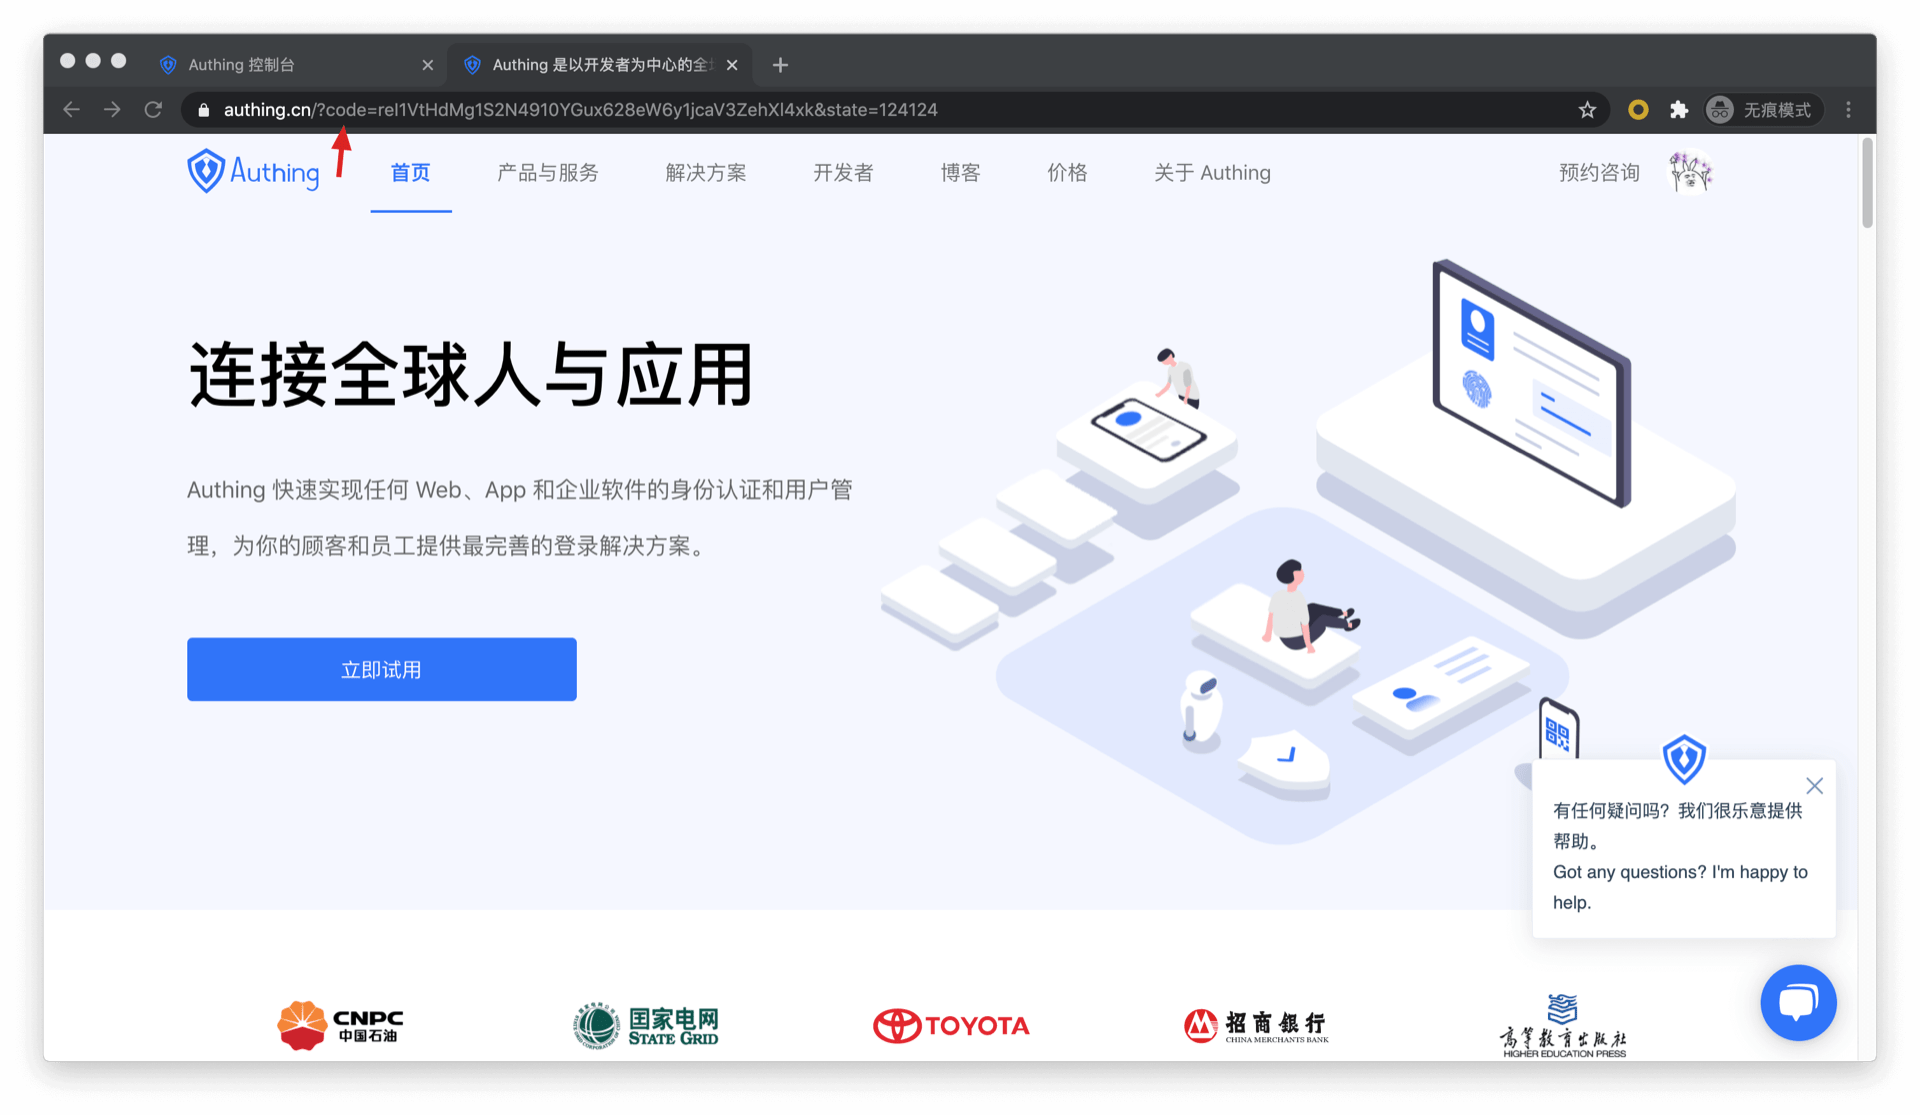 Authing 控制台
Authing 是以开发者为中心的全
authing.cn/?code=rel1VtHdMg1S2N4910YGux628eW6y1jcaV3ZehXl4xk&state=124124
无痕模式
Authing
首页
产品与服务
解决方案
开发者
博客
价格
关于 Authing
预约咨询
连接全球人与应用
Authing 快速实现任何 Web、App 和企业软件的身份认证和用户管
理，为你的顾客和员工提供最完善的登录解决方案。
立即试用
有任何疑问吗？我们很乐意提供
帮助。
Got any questions? I'm happy to
help.
CNPC
中国石油
国家电网
STATE GRID
TOYOTA
招商银行
CHINA MERCHANTS BANK
高等教育出版社
HIGHER EDUCATION PRESS